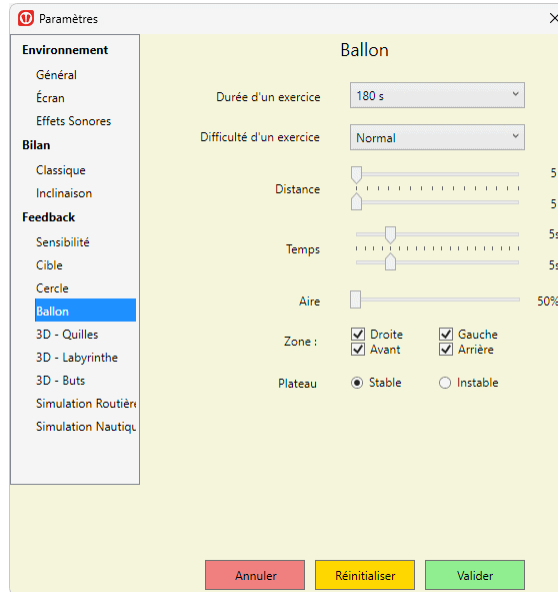 Paramètres
Environnement
Général
Écran
Effets Sonores
Bilan
Classique
Inclinaison
Feedback
Sensibilité
Cible
Cercle
Ballon
3D - Quilles
3D - Labyrinthe
3D - Buts
Simulation Routièr
Simulation Nautiqu
Ballon
Durée d'un exercice 180 s
Difficulté d'un exercice Normal
Distance 5 5
Temps 5s 5s
Aire 50%
Zone : Droite Gauche
Avant Arrière
Plateau Stable Instable
Annuler Réinitialiser Valider